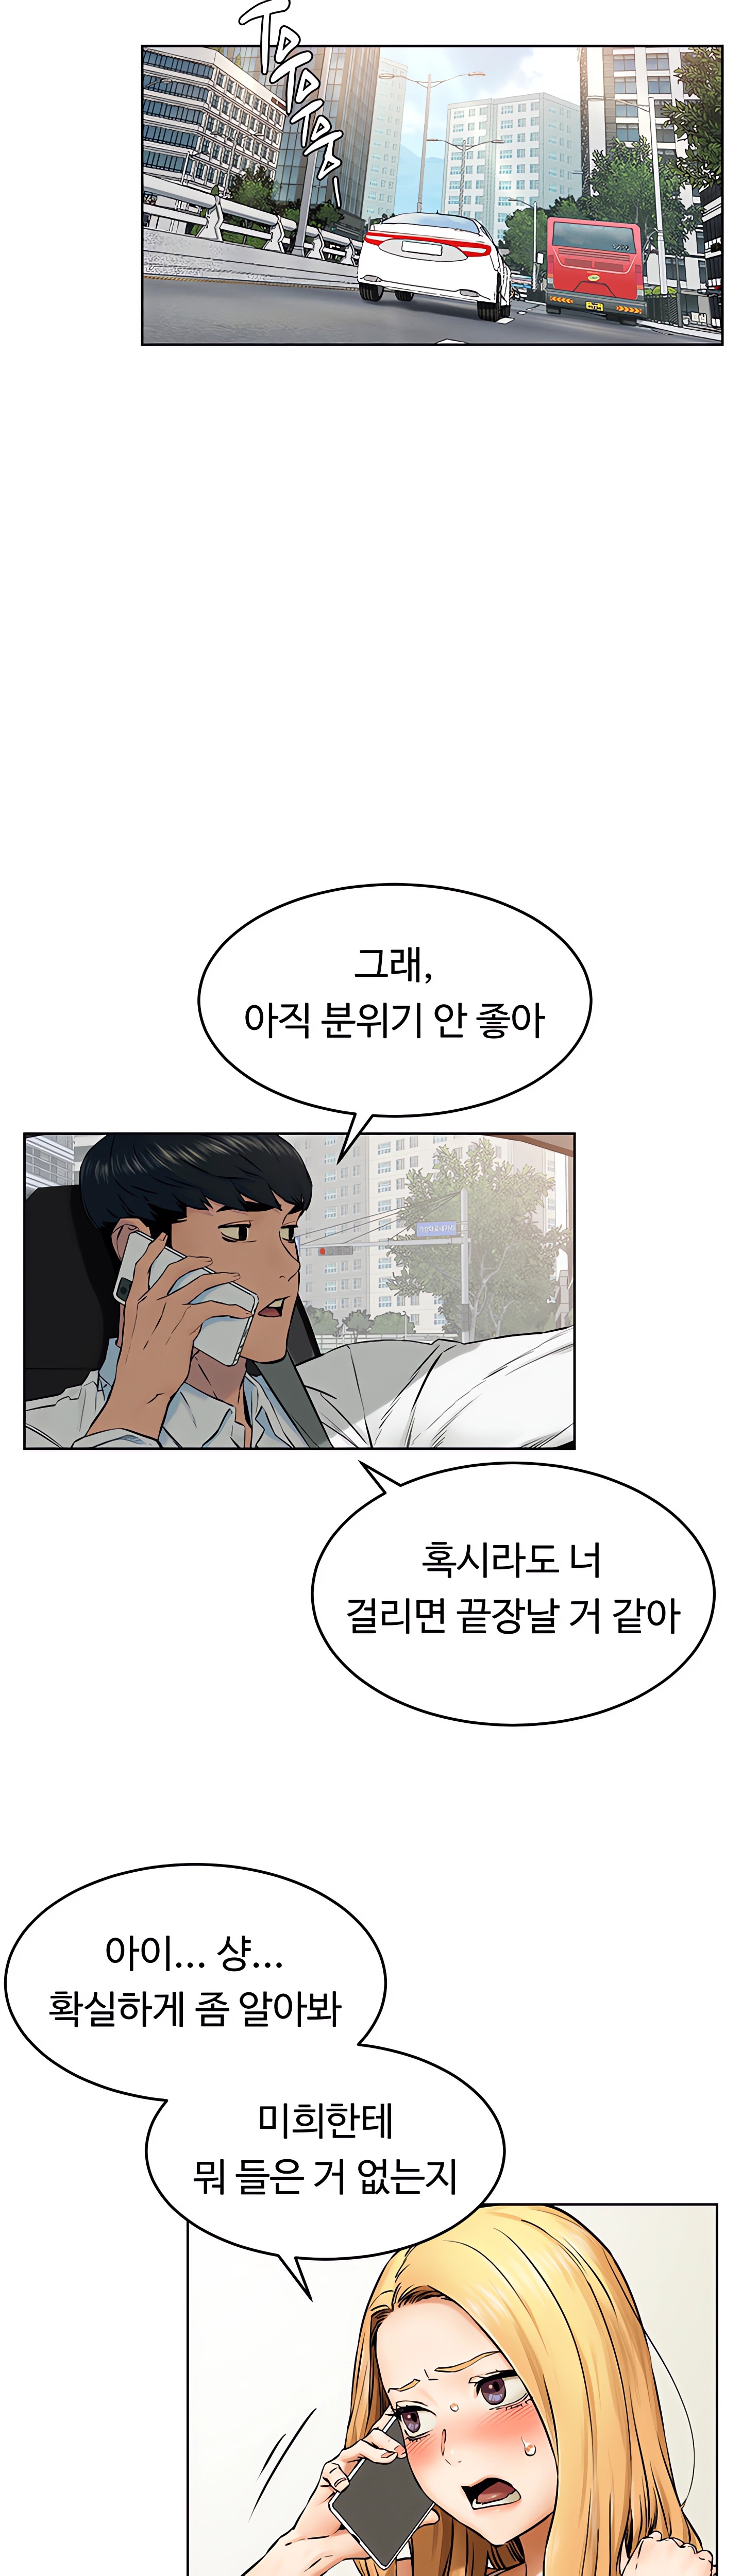 그래,
아직 분위기 안 좋아
혹시라도 너
걸리면 끝장날 거 같아
아이... 샹...
확실하게 좀 알아봐
미희한테
뭐 들은 거 없는지